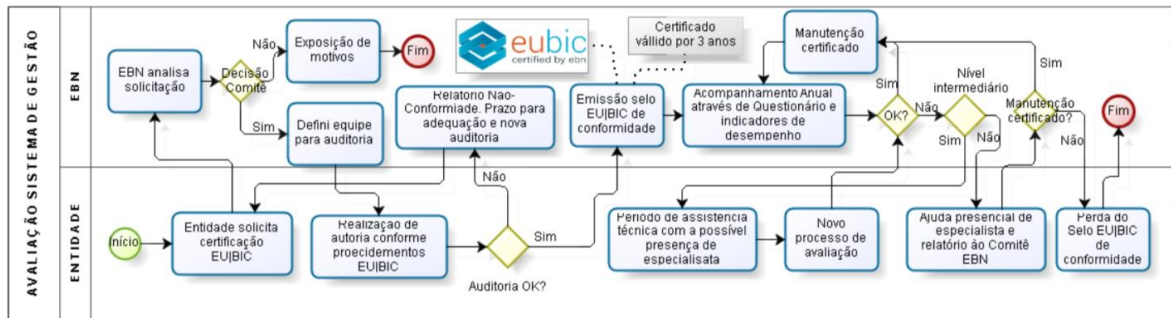 AVALIAÇÃO SISTEMA DE GESTÃO
EBN
EBN analisa
solicitação
Decisão
Comitê
Não
Sim
Exposição de
motivos
Fim
Defini equipe
para auditoria
Relatório Não-
Conformiade. Prazo para
adequação e nova
auditoria
eubic
certified by ebn
Certificado
vállido por 3 anos
Emissão selo
EU|BIC de
conformidade
Manutenção
certificado
Acompanhamento Anual
através de Questionário e
indicadores de
desempenho
OK?
Sim
Não
Nível
intermediário
Sim
Não
Manutenção
certificado?
Sim
Não
Fim
ENTIDADE
Início
Entidade solicita
certificação
EU|BIC
Realização de
autoria conforme
proecidementos
EU|BIC
Não
Sim
Auditoria OK?
Período de assistência
técnica com a possível
presença de
especialisata
Novo
processo de
avaliação
Ajuda presencial de
especialista e
relatório ào Comitê
EBN
Perda do
Selo EU|BIC
de
conformidade